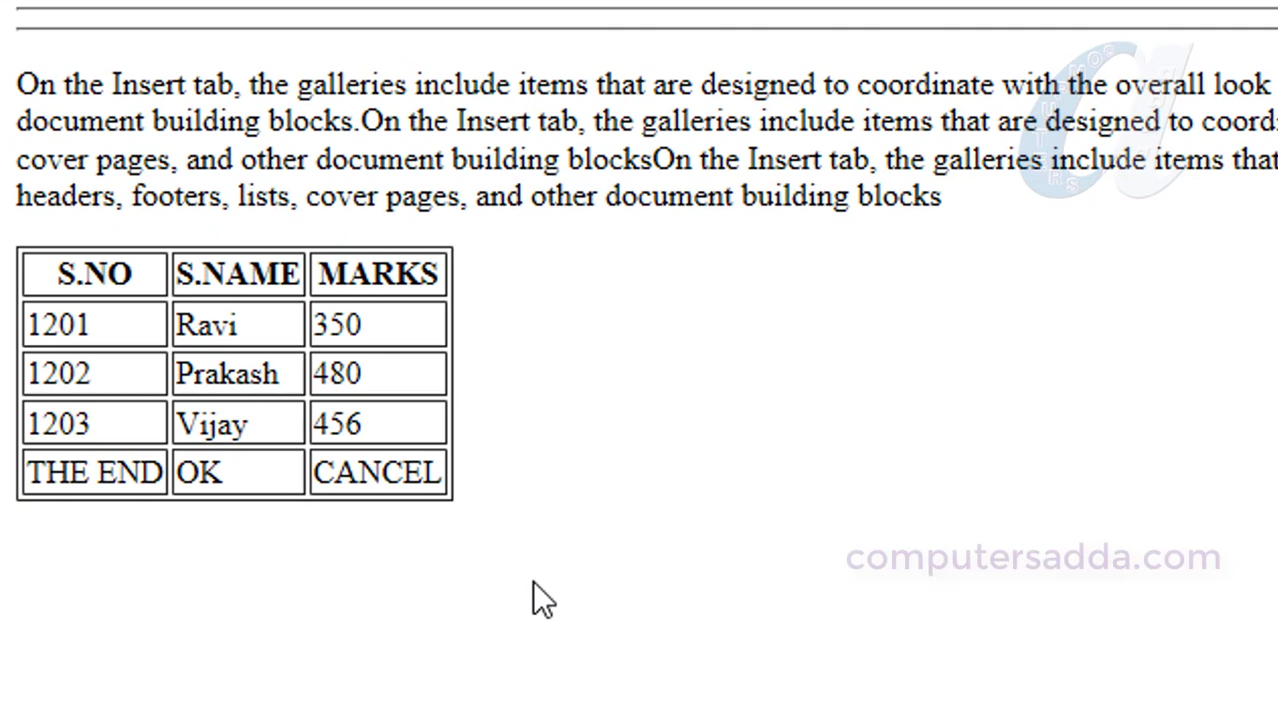 On the Insert tab, the galleries include items that are designed to coordinate with the overall look
document building blocks.On the Insert tab, the galleries include items that are designed to coordi
cover pages, and other document building blocksOn the Insert tab, the galleries include items that
headers, footers, lists, cover pages, and other document building blocks
S.NO S.NAME MARKS
1201 Ravi 350
1202 Prakash 480
1203 Vijay 456
THE END OK CANCEL
computersadda.com